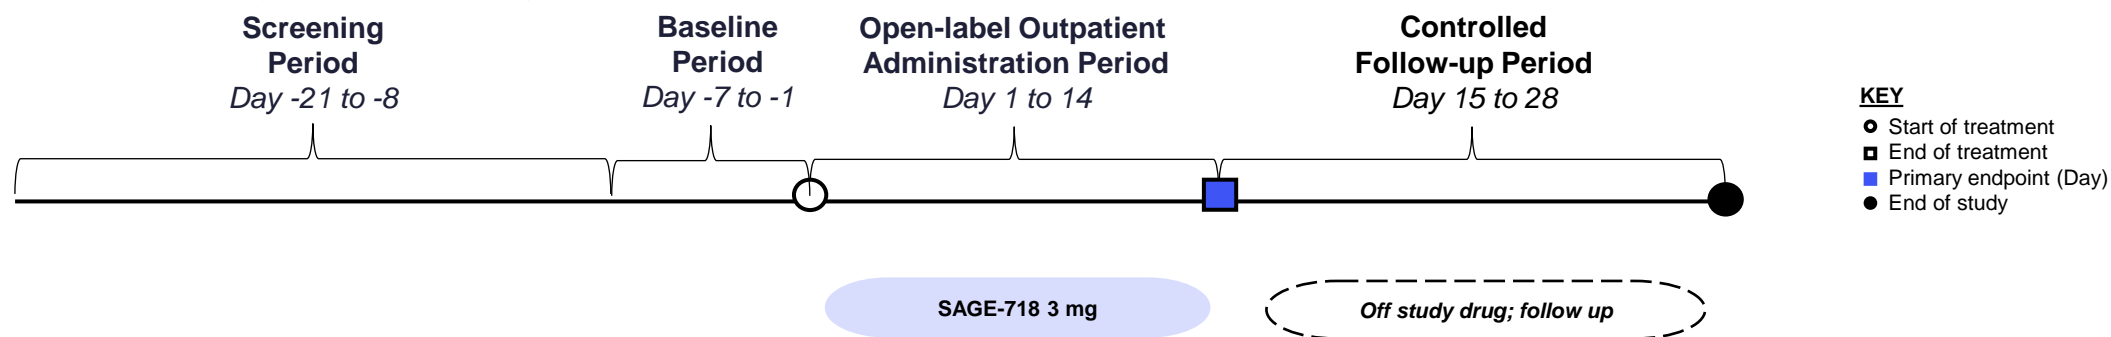 Screening
Period
Day -21 to -8
Baseline
Period
Day -7 to -1
Open-label Outpatient
Administration Period
Day 1 to 14
Controlled
Follow-up Period
Day 15 to 28
KEY
Start of treatment
End of treatment
Primary endpoint (Day)
End of study
SAGE-718 3 mg
Off study drug; follow up